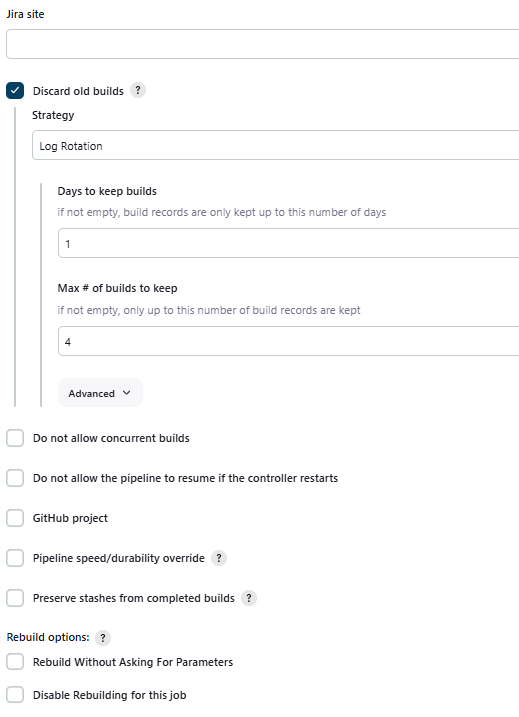 Jira site
Discard old builds ?
Strategy
Log Rotation
Days to keep builds
if not empty, build records are only kept up to this number of days
1
Max # of builds to keep
if not empty, only up to this number of build records are kept
4
Advanced
Do not allow concurrent builds
Do not allow the pipeline to resume if the controller restarts
GitHub project
Pipeline speed/durability override ?
Preserve stashes from completed builds ?
Rebuild options: ?
Rebuild Without Asking For Parameters
Disable Rebuilding for this job